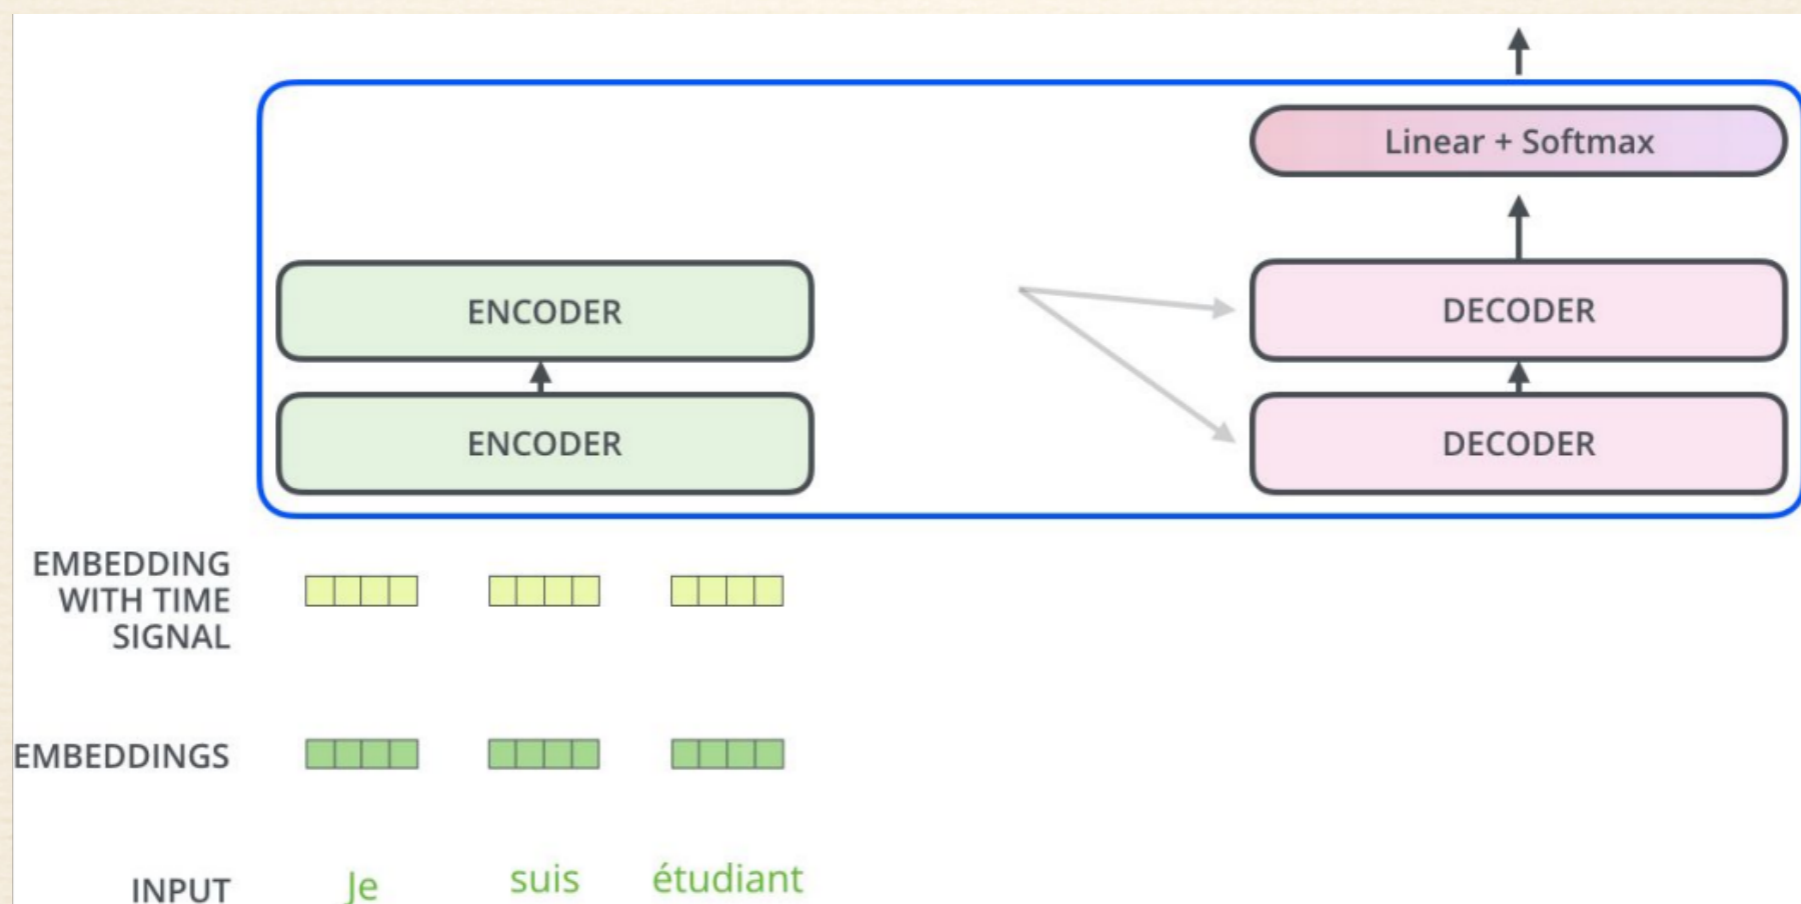 Linear + Softmax
ENCODER
DECODER
ENCODER
DECODER
EMBEDDING
WITH TIME
SIGNAL
EMBEDDINGS
INPUT
Je
suis
étudiant